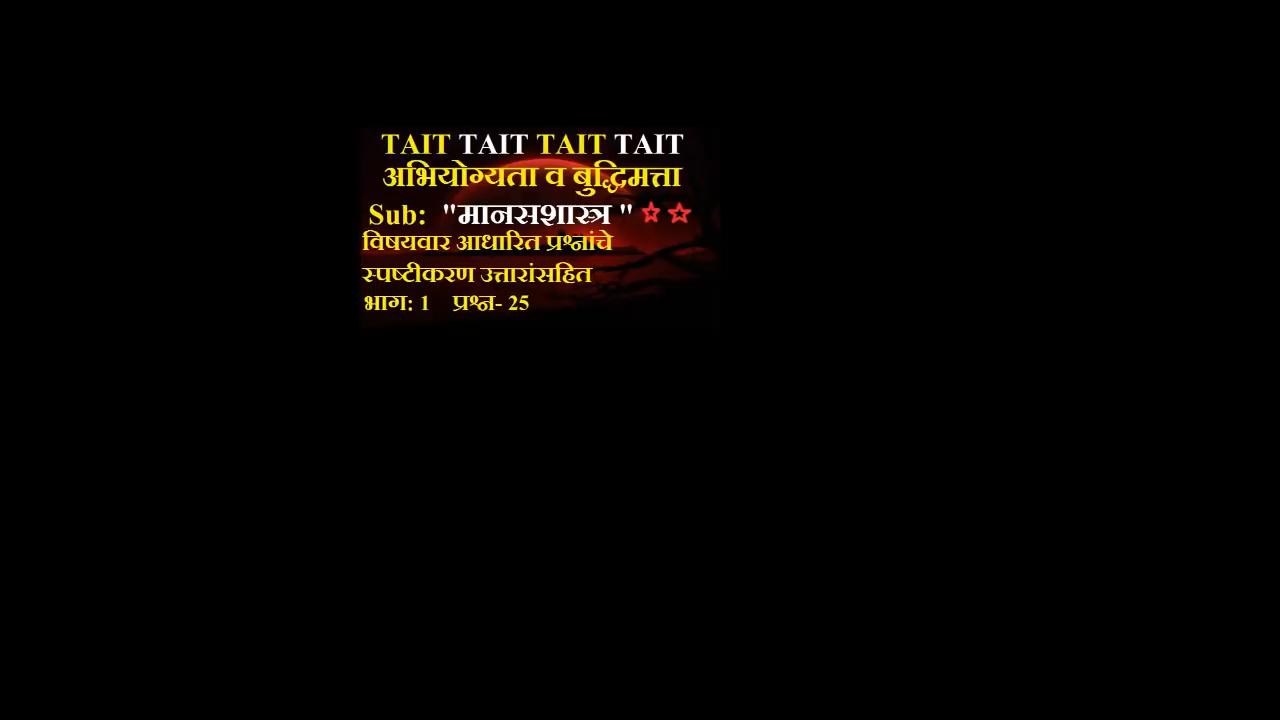 TAIT TAIT TAIT TAIT
अभियोग्यता व बुद्धिमत्ता
Sub: "मानसशास्त्र " ☆ ☆
विषयवार आधारित प्रश्नांचे
स्पष्टीकरण उत्तारांसहित
भाग: 1 प्रश्न- 25